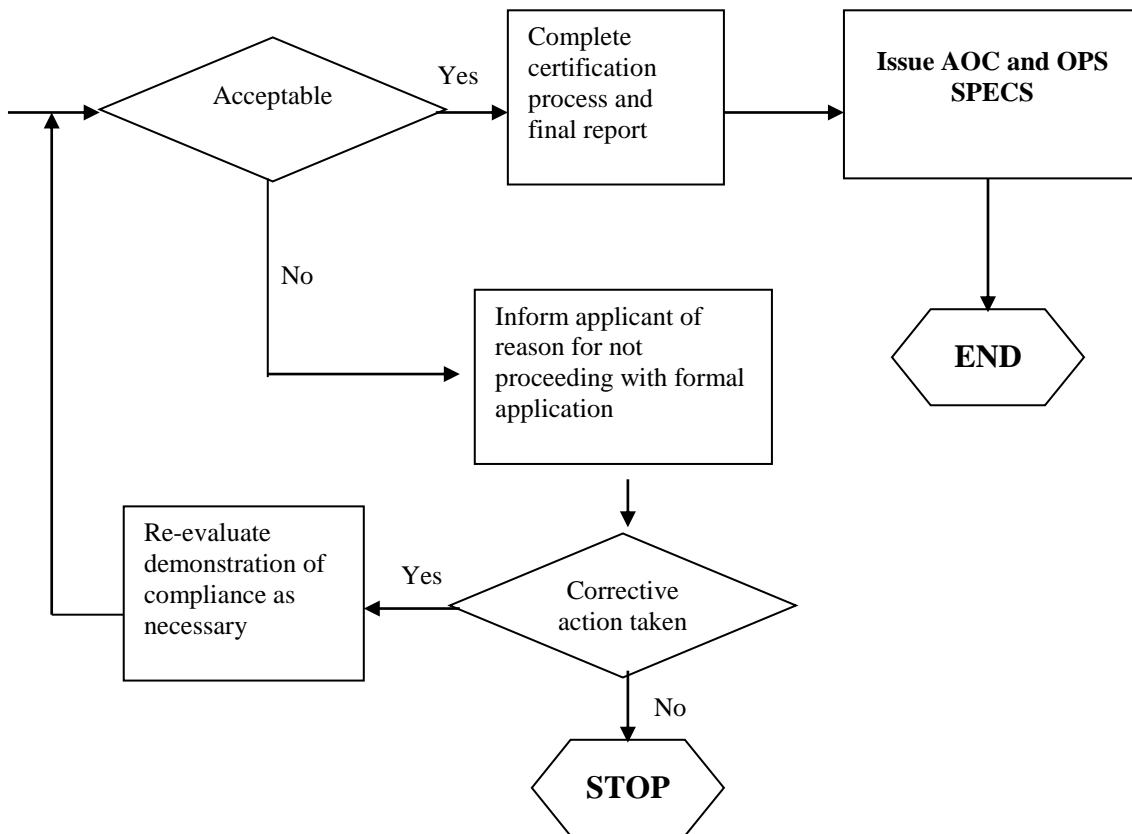 Acceptable
Yes
Complete
certification
process and
final report
Issue AOC and OPS
SPECS
No
Inform applicant of
reason for not
proceeding with formal
application
END
Re-evaluate
demonstration of
compliance as
necessary
Yes
Corrective
action taken
No
STOP